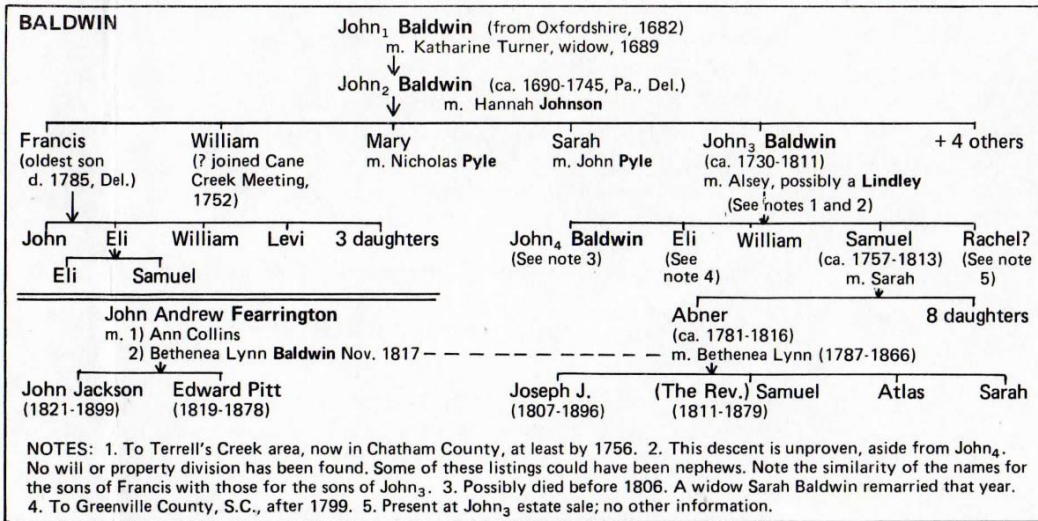 BALDWIN
John₁ Baldwin (from Oxfordshire, 1682)
m. Katharine Turner, widow, 1689
John₂ Baldwin (ca. 1690-1745, Pa., Del.)
m. Hannah Johnson
Francis William Mary Sarah John₃ Baldwin + 4 others
(oldest son (? joined Cane m. Nicholas Pyle m. John Pyle (ca. 1730-1811)
d. 1785, Del.) Creek Meeting, m. Alsey, possibly a Lindley
1752) (See notes 1 and 2)
John Eli William Levi 3 daughters John₄ Baldwin Eli William Samuel Rachel?
(See note 3) (See (ca. 1757-1813) (See note
Eli Samuel note 4) m. Sarah 5)
John Andrew Fearrington Abner 8 daughters
m. 1) Ann Collins (ca. 1781-1816)
2) Bethenea Lynn Baldwin Nov. 1817 m. Bethenea Lynn (1787-1866)
John Jackson Edward Pitt Joseph J. (The Rev.) Samuel Atlas Sarah
(1821-1899) (1819-1878) (1807-1896) (1811-1879)
NOTES: 1. To Terrell's Creek area, now in Chatham County, at least by 1756. 2. This descent is unproven, aside from John₄.
No will or property division has been found. Some of these listings could have been nephews. Note the similarity of the names for
the sons of Francis with those for the sons of John₃. 3. Possibly died before 1806. A widow Sarah Baldwin remarried that year.
4. To Greenville County, S.C., after 1799. 5. Present at John₃ estate sale; no other information.